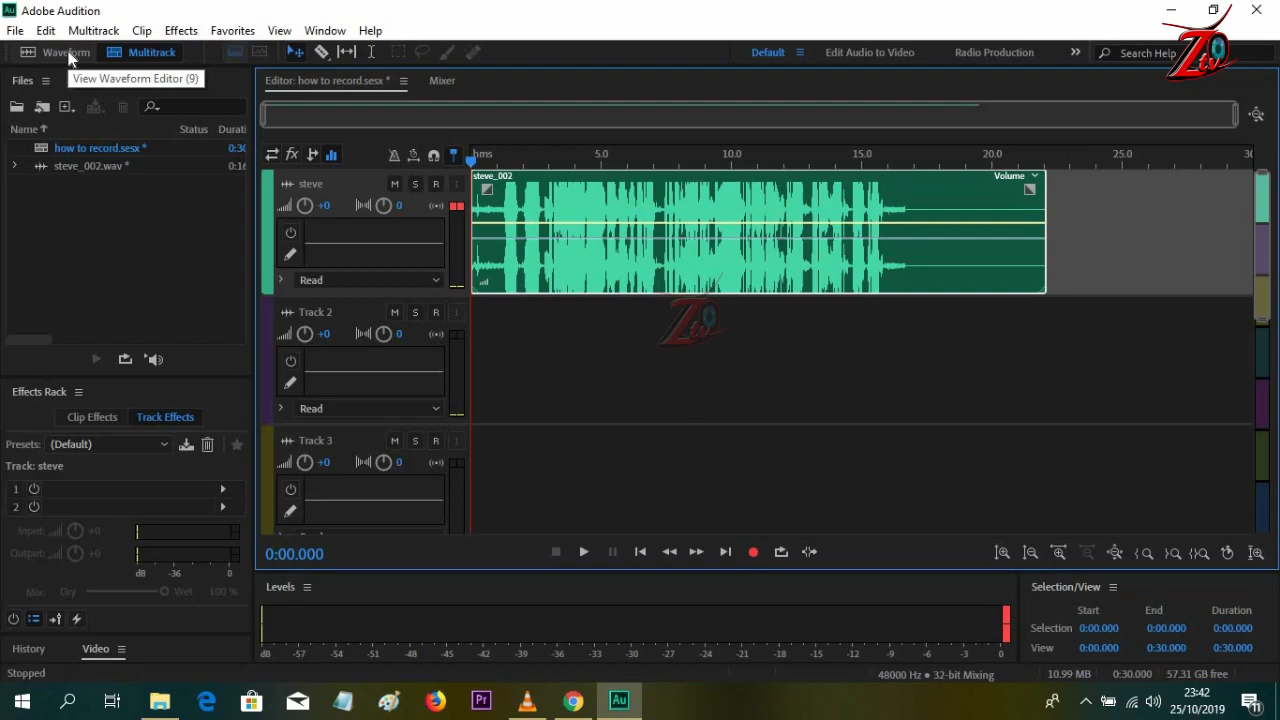 Adobe Audition
File Edit Multitrack Clip Effects Favorites View Window Help
Waveform Multitrack Default Edit Audio to Video Radio Production Search Help
View Waveform Editor (9)
Ztv
Files
Name Status Durati
how to record.sesx * 0:30
steve_002.wav * 0:16
Editor: how to record.sesx * Mixer
hms 5.0 10.0 15.0 20.0 25.0 30
steve M S R I
+0 0
Read
steve_002 Volume
Track 2 M S R I
+0 0
Read
Ztv
Track 3 M S R I
+0 0
Effects Rack
Clip Effects Track Effects
Presets: (Default)
Track: steve
1
2
Input: +0
Output: +0
dB -36 0
Mix: Dry Wet 100 %
History Video
0:00.000
Levels
dB -57 -54 -51 -48 -45 -42 -39 -36 -33 -30 -27 -24 -21 -18 -15 -12 -9 -6 -3 0
Selection/View
Start End Duration
Selection 0:00.000 0:00.000 0:00.000
View 0:00.000 0:30.000 0:30.000
Stopped 48000 Hz • 32-bit Mixing 10.99 MB 0:30.000 57.31 GB free
Pr Au
23:42
25/10/2019
11